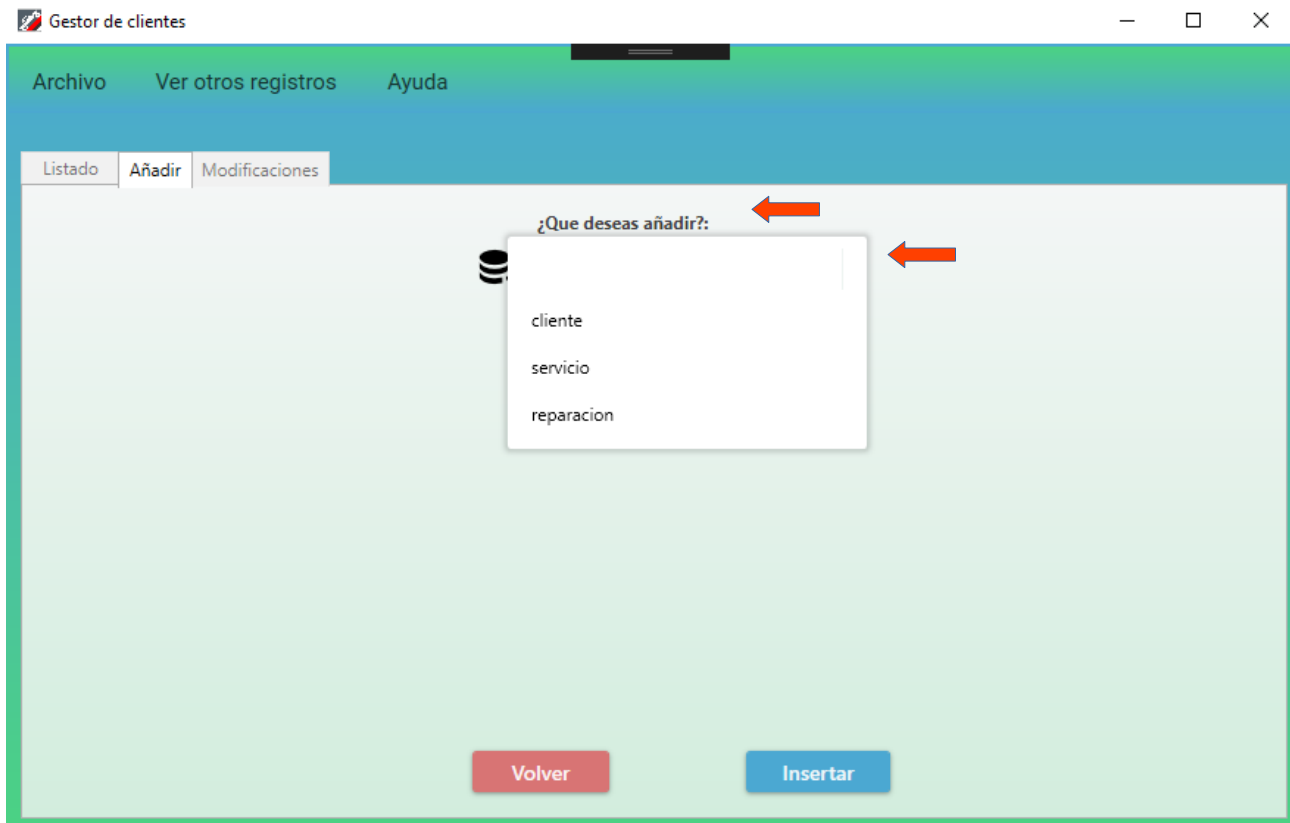 Gestor de clientes
Archivo Ver otros registros Ayuda
Listado Añadir Modificaciones
¿Que deseas añadir?:
cliente
servicio
reparacion
Volver Insertar